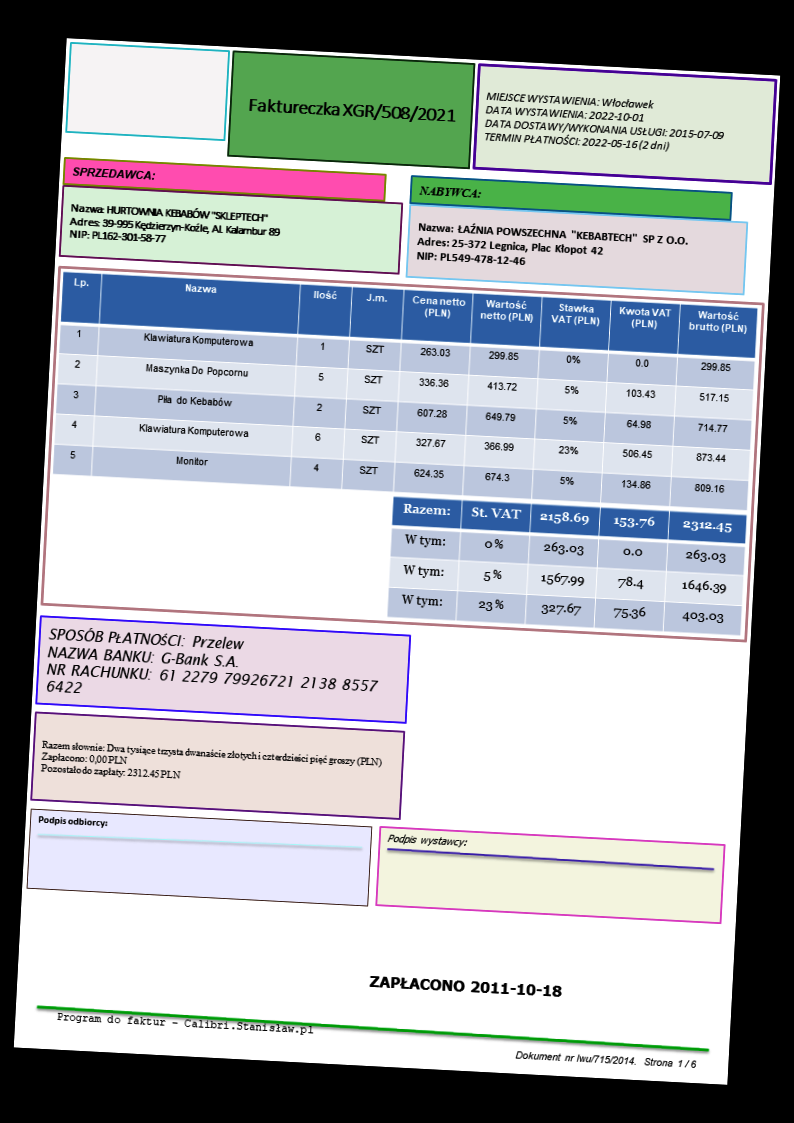 Faktureczka XGR/508/2021
MIEJSCE WYSTAWIENIA: Włocławek
DATA WYSTAWIENIA: 2022-10-01
DATA DOSTAWY/WYKONANIA USŁUGI: 2015-07-09
TERMIN PŁATNOŚCI: 2022-05-16 (2 dni)
SPRZEDAWCA:
Nazwa: HURTOWNIA KEBABÓW "SKLEPTECH"
Adres: 39-995 Kędzierzyn-Koźle, Al. Kalambur 89
NIP: PL162-301-58-77
NABYWCA:
Nazwa: ŁAŹNIA POWSZECHNA "KEBABTECH" SP Z O.O.
Adres: 25-372 Legnica, Plac Kłopot 42
NIP: PL549-478-12-46
Lp. Nazwa Ilość J.m. Cena netto (PLN) Wartość netto (PLN) Stawka VAT (PLN) Kwota VAT (PLN) Wartość brutto (PLN)
1 Klawiatura Komputerowa 1 SZT 263.03 299.85 0% 0.0 299.85
2 Maszynka Do Popcornu 5 SZT 336.36 413.72 5% 103.43 517.15
3 Piła do Kebabów 2 SZT 607.28 649.79 5% 64.98 714.77
4 Klawiatura Komputerowa 6 SZT 327.67 366.99 23% 506.45 873.44
5 Monitor 4 SZT 624.35 674.3 5% 134.86 809.16
Razem: St. VAT 2158.69 153.76 2312.45
W tym: 0% 263.03 0.0 263.03
W tym: 5% 1567.99 78.4 1646.39
W tym: 23% 327.67 75.36 403.03
SPOSÓB PŁATNOŚCI: Przelew
NAZWA BANKU: G-Bank S.A.
NR RACHUNKU: 61 2279 79926721 2138 8557
6422
Razem słownie: Dwa tysiące trzysta dwanaście złotych i czterdzieści pięć groszy (PLN)
Zapłacono: 0,00 PLN
Pozostało do zapłaty: 2312.45 PLN
Podpis odbiorcy:
Podpis wystawcy:
ZAPŁACONO 2011-10-18
Program do faktur - Calibri.Stanisław.pl
Dokument nr lwu/715/2014. Strona 1 / 6